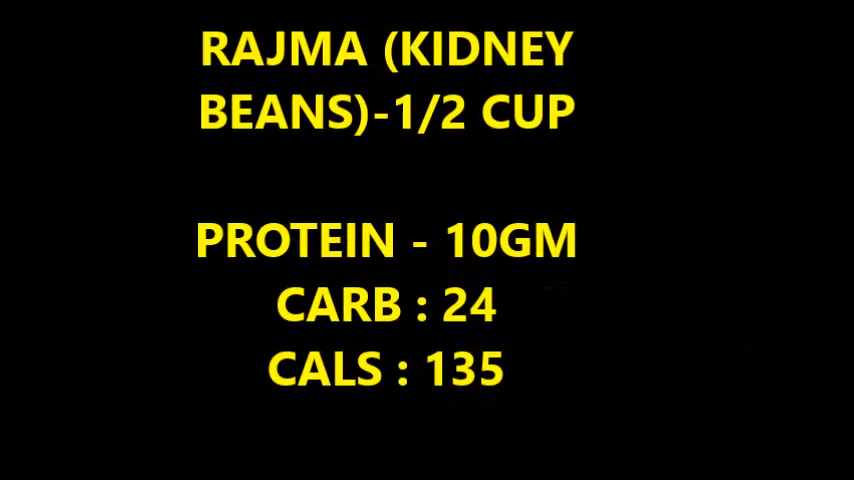 RAJMA (KIDNEY
BEANS)-1/2 CUP
PROTEIN - 10GM
CARB : 24
CALS : 135